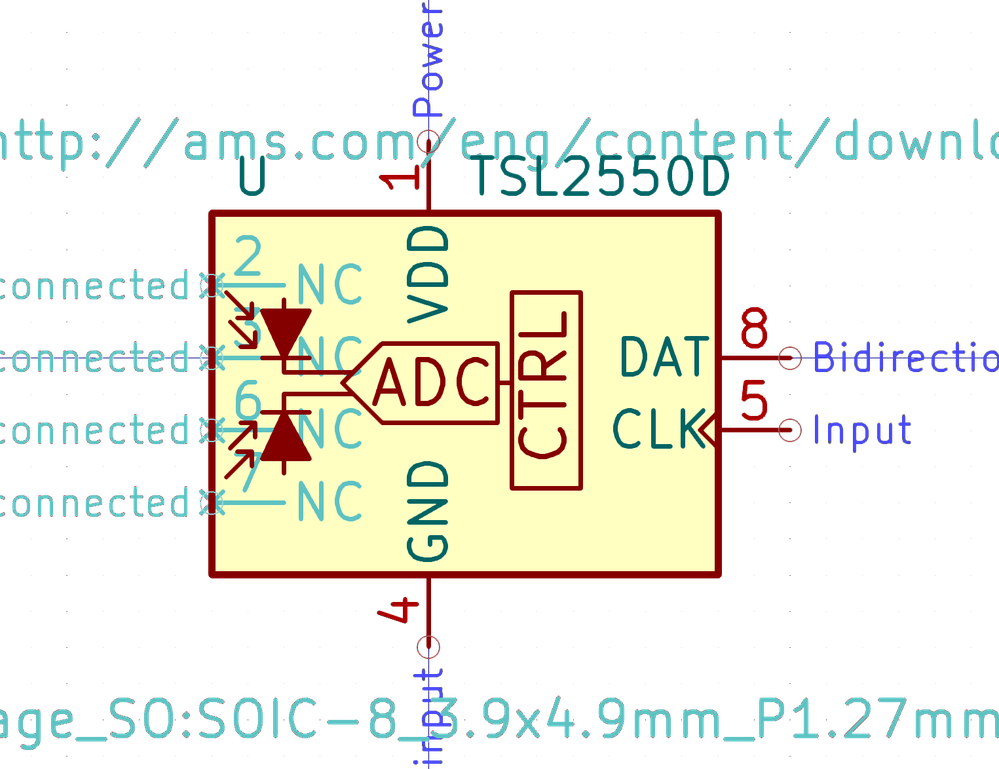 Power
http://ams.com/eng/content/downlo
U
TSL2550D
1
VDD
2
connected
NC
3
NC
6
connected
NC
7
connected
NC
ADC
CTRL
DAT
8
Bidirectio
CLK
5
Input
GND
4
input
age_SO:SOIC-8_3.9x4.9mm_P1.27mm